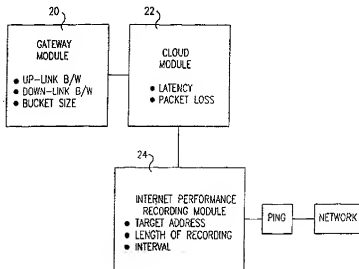 20
GATEWAY
MODULE
● UP-LINK B/W
● DOWN-LINK B/W
● BUCKET SIZE
22
CLOUD
MODULE
● LATENCY
● PACKET LOSS
24
INTERNET PERFORMANCE
RECORDING MODULE
● TARGET ADDRESS
● LENGTH OF RECORDING
● INTERVAL
PING
NETWORK